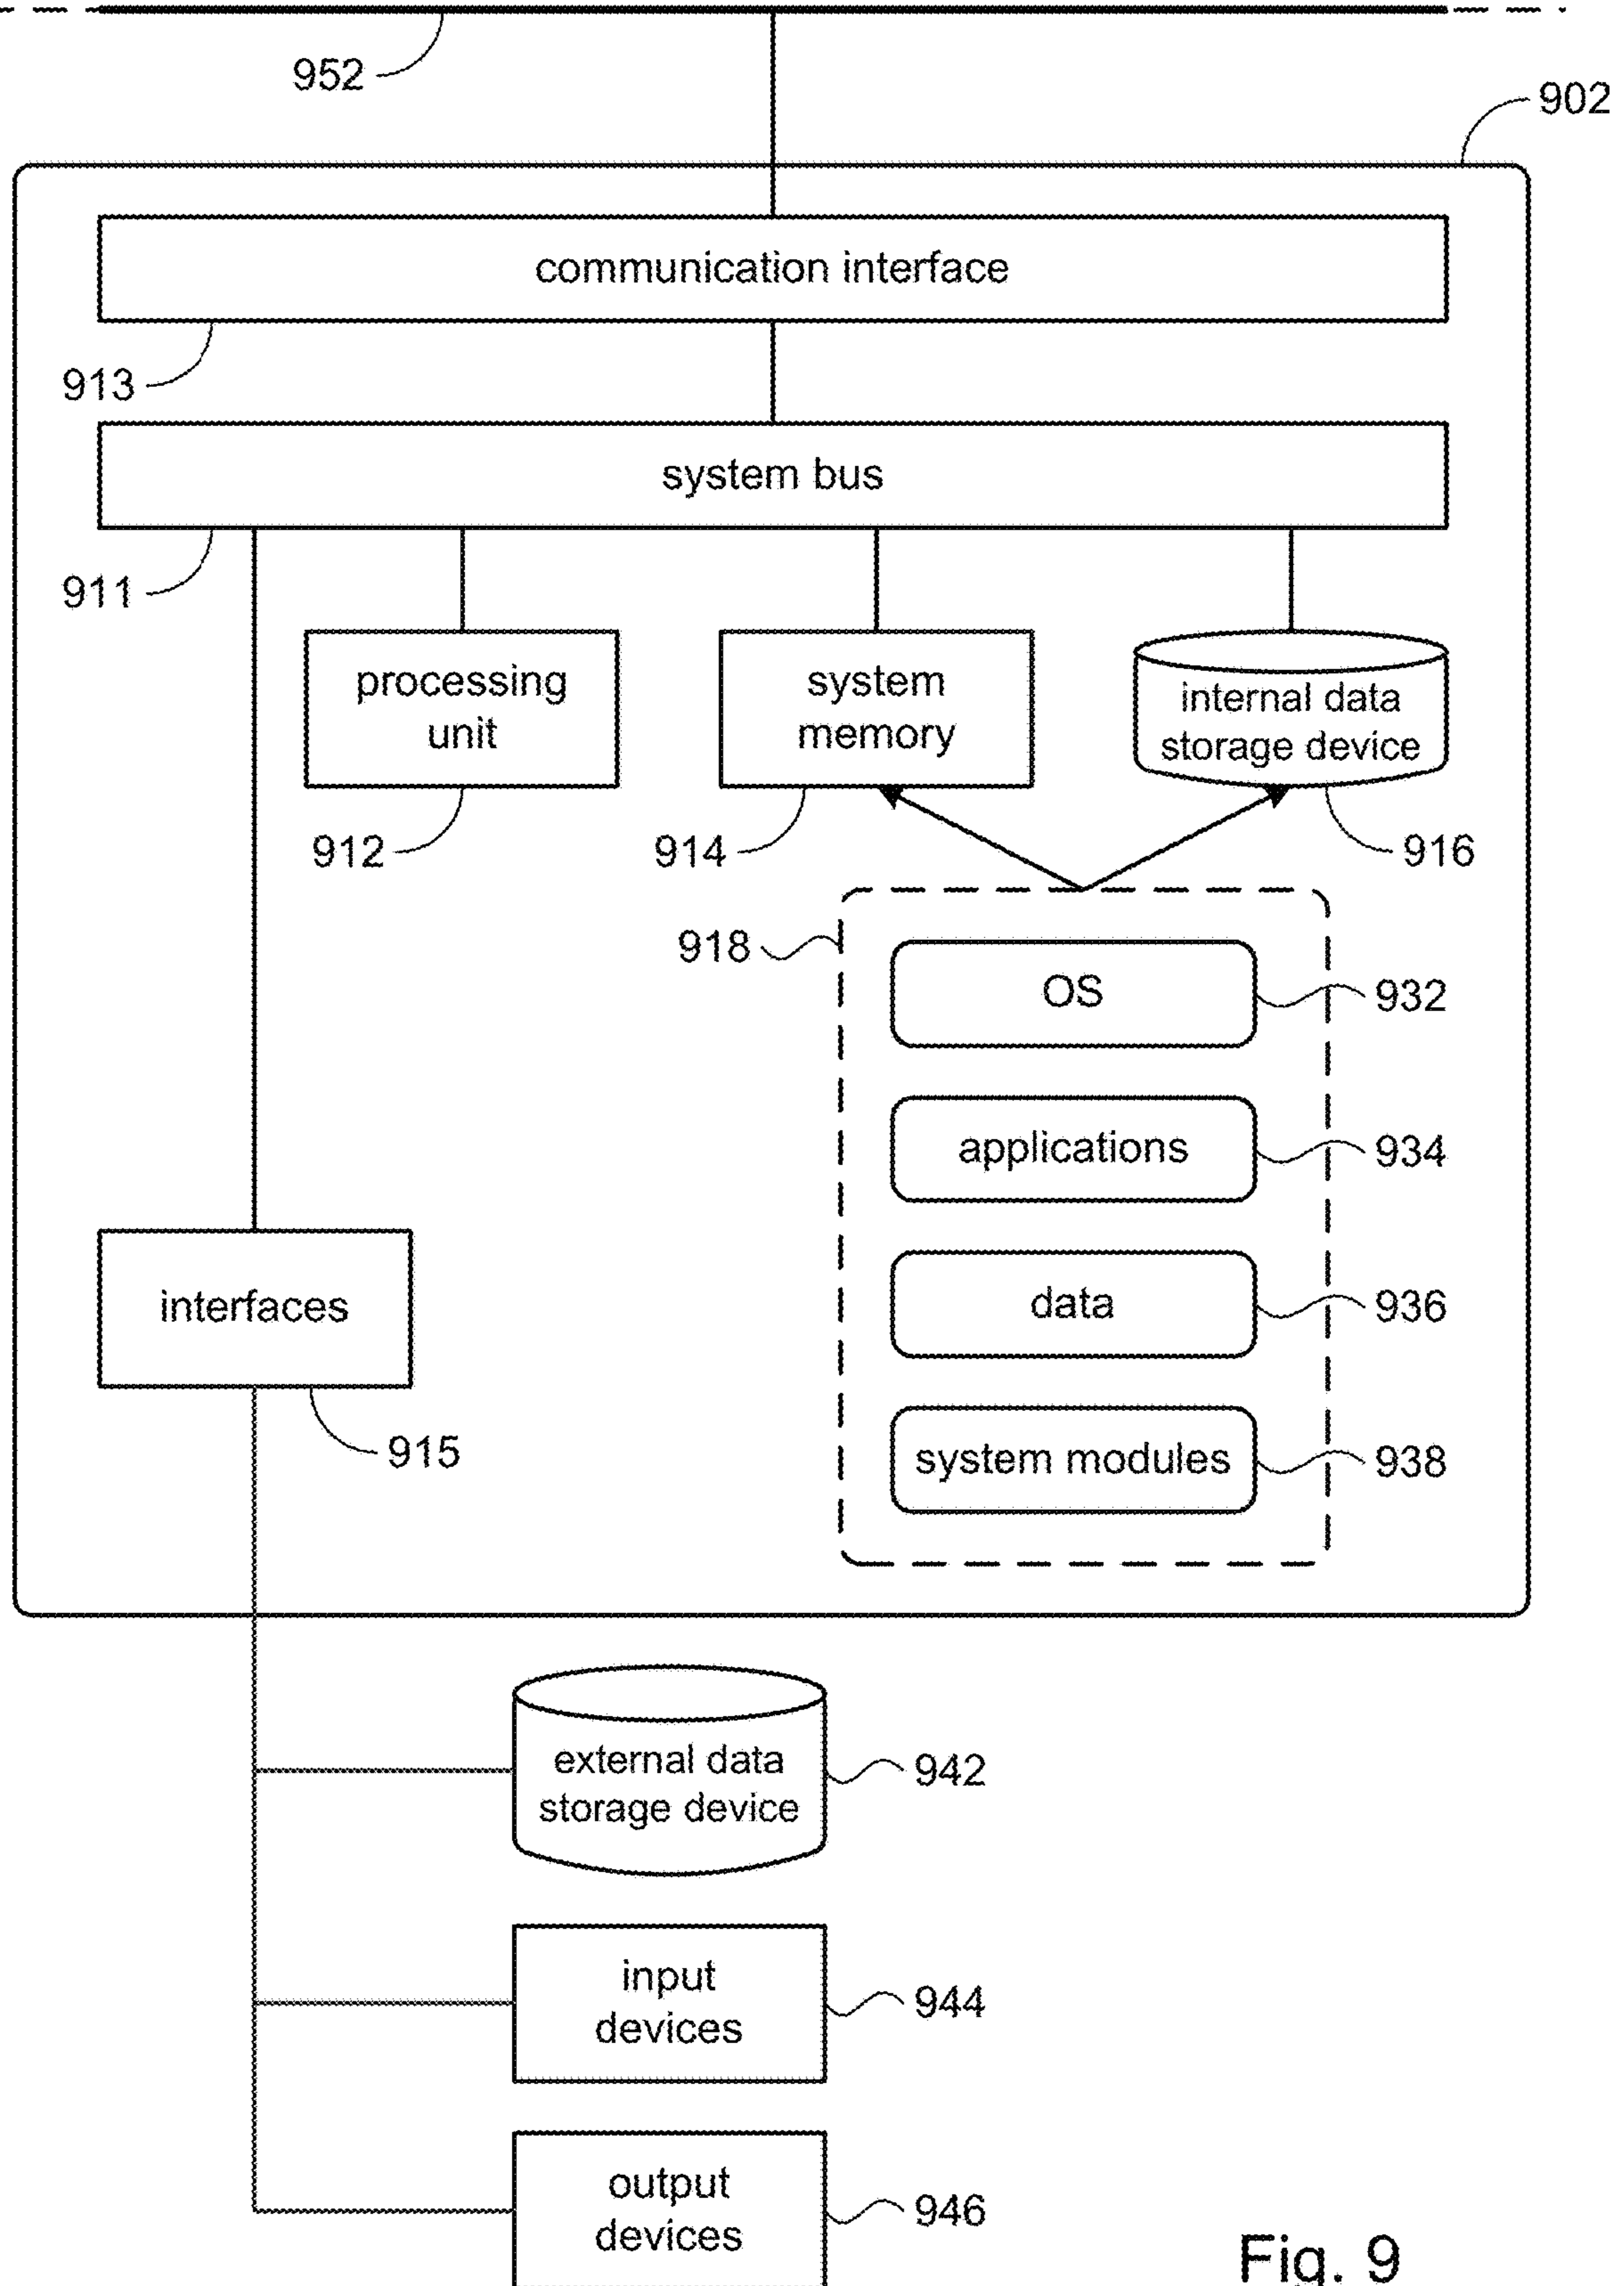 952
902
communication interface
913
system bus
911
processing
unit
system
memory
internal data
storage device
912
914
916
918
OS
932
applications
934
interfaces
data
936
915
system modules
938
external data
storage device
942
input
devices
944
output
devices
946
Fig. 9